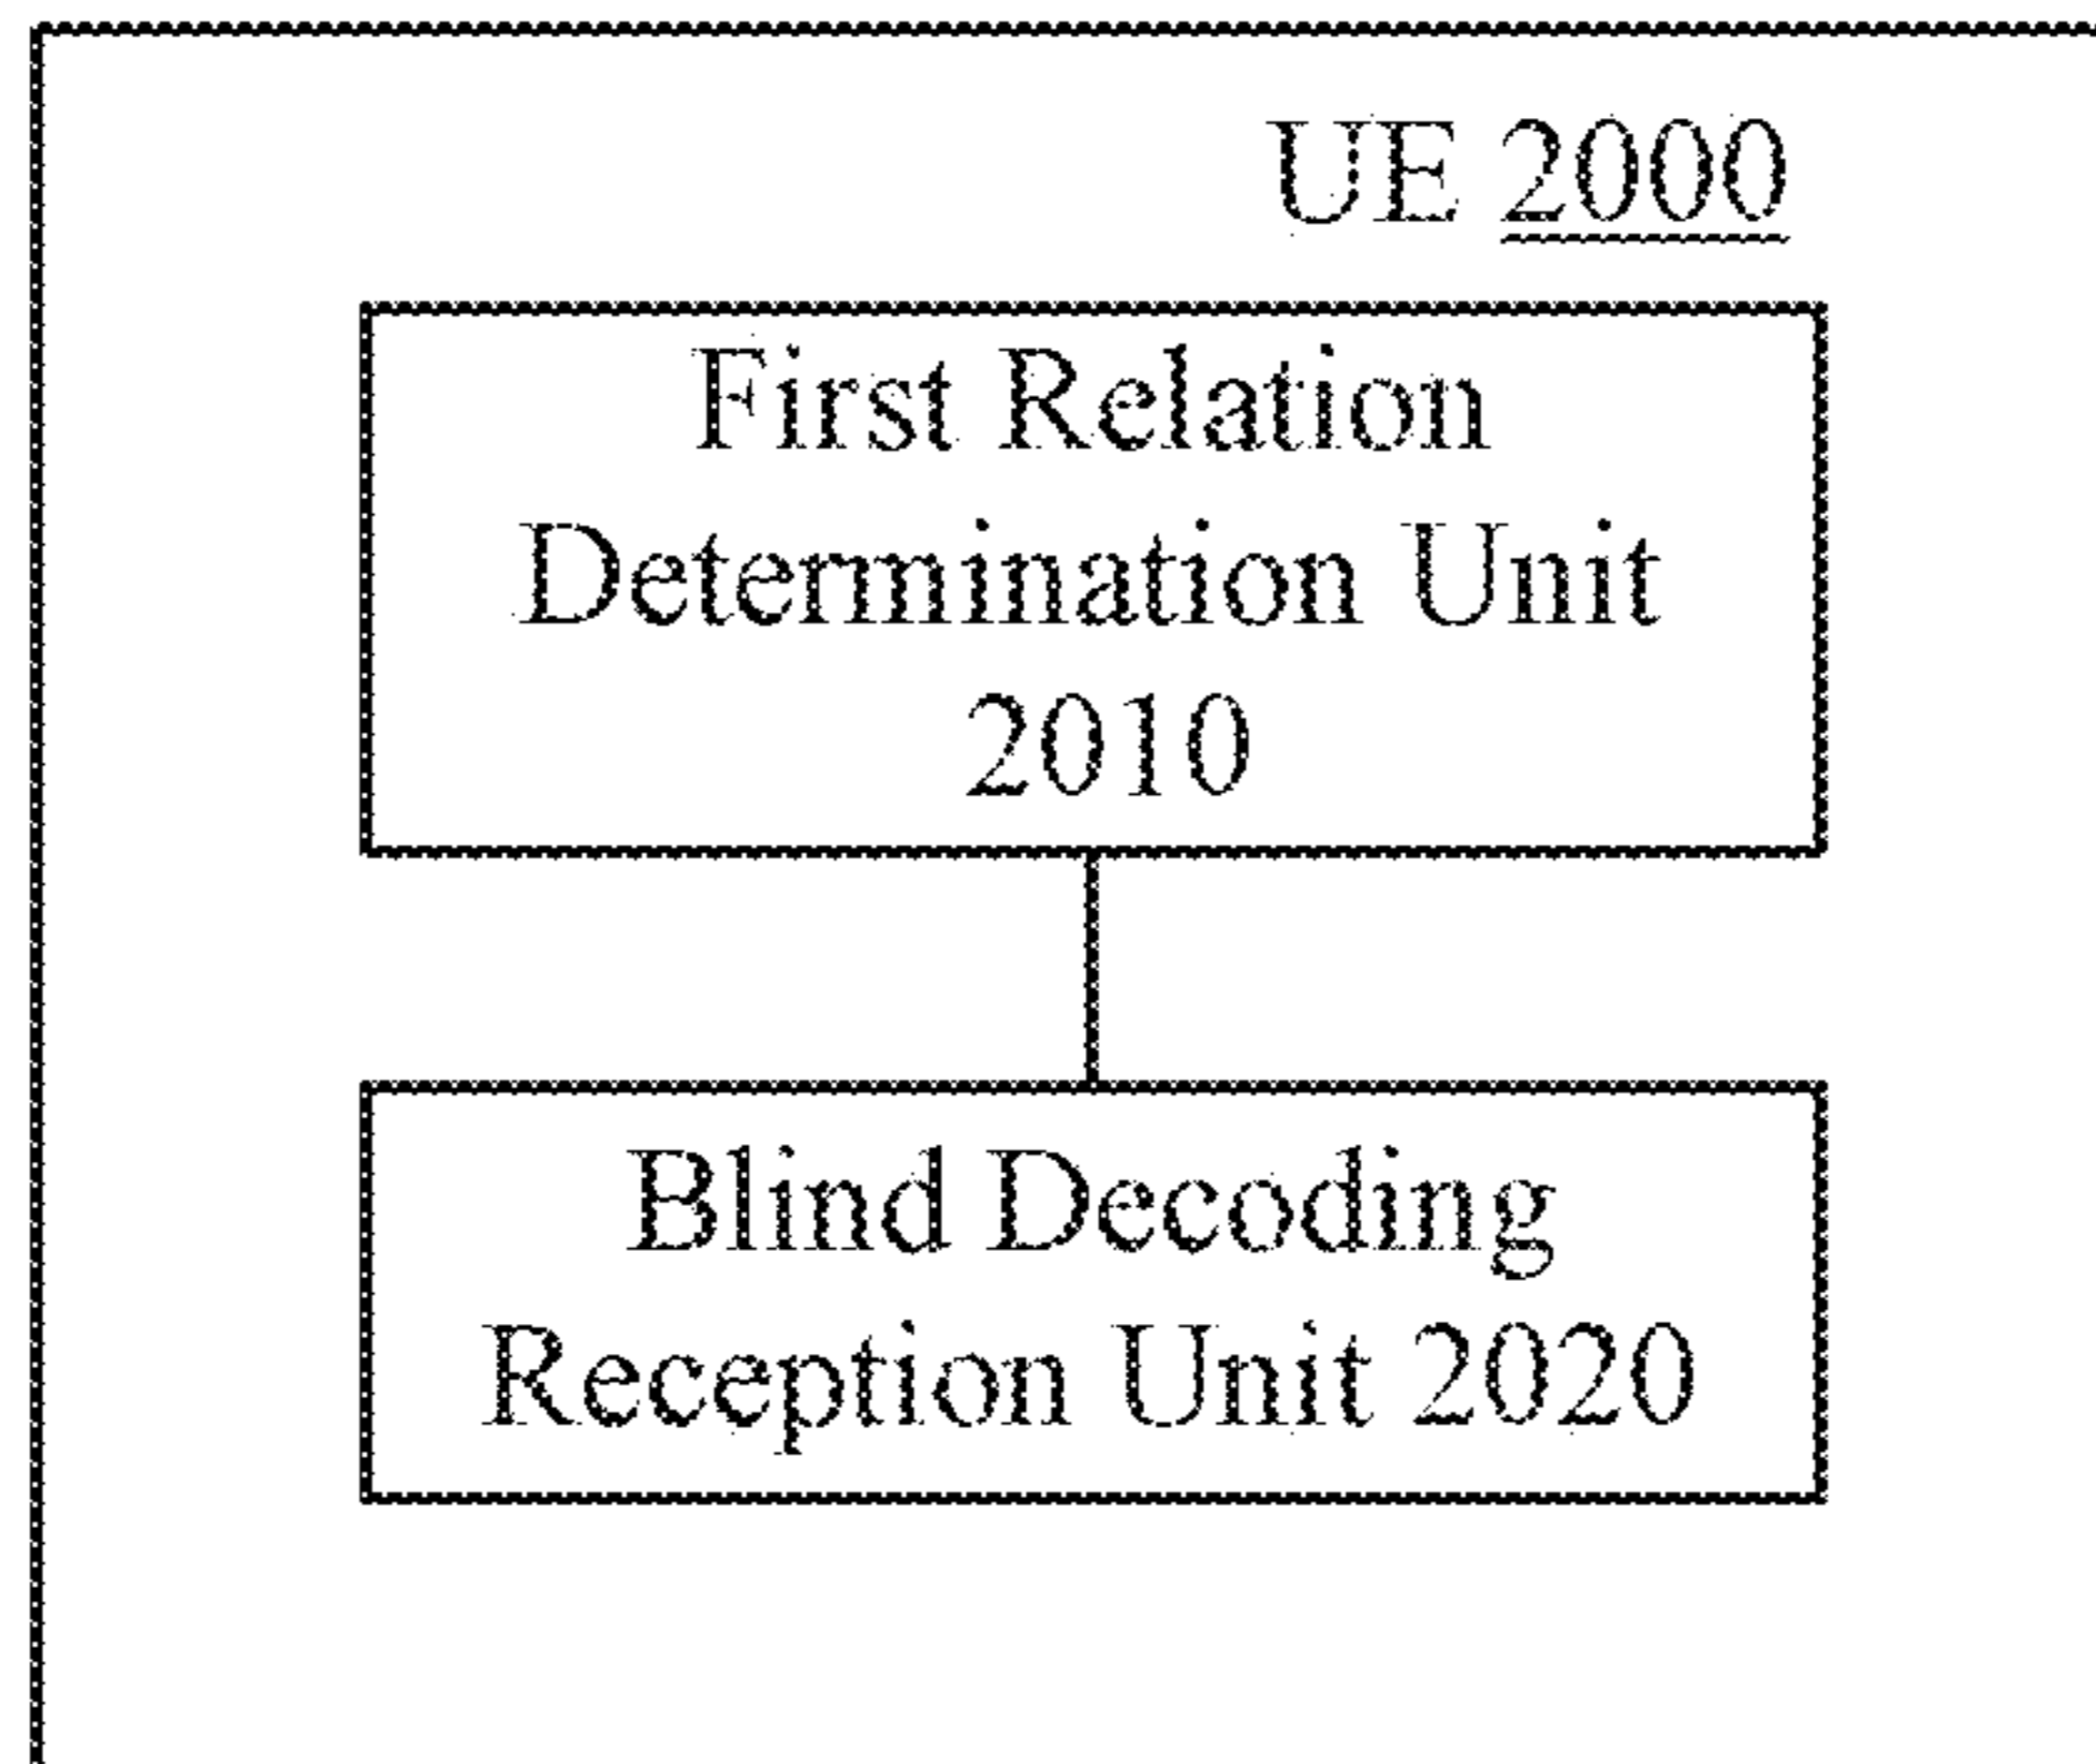 UE 2000
First Relation
Determination Unit
2010
Blind Decoding
Reception Unit 2020